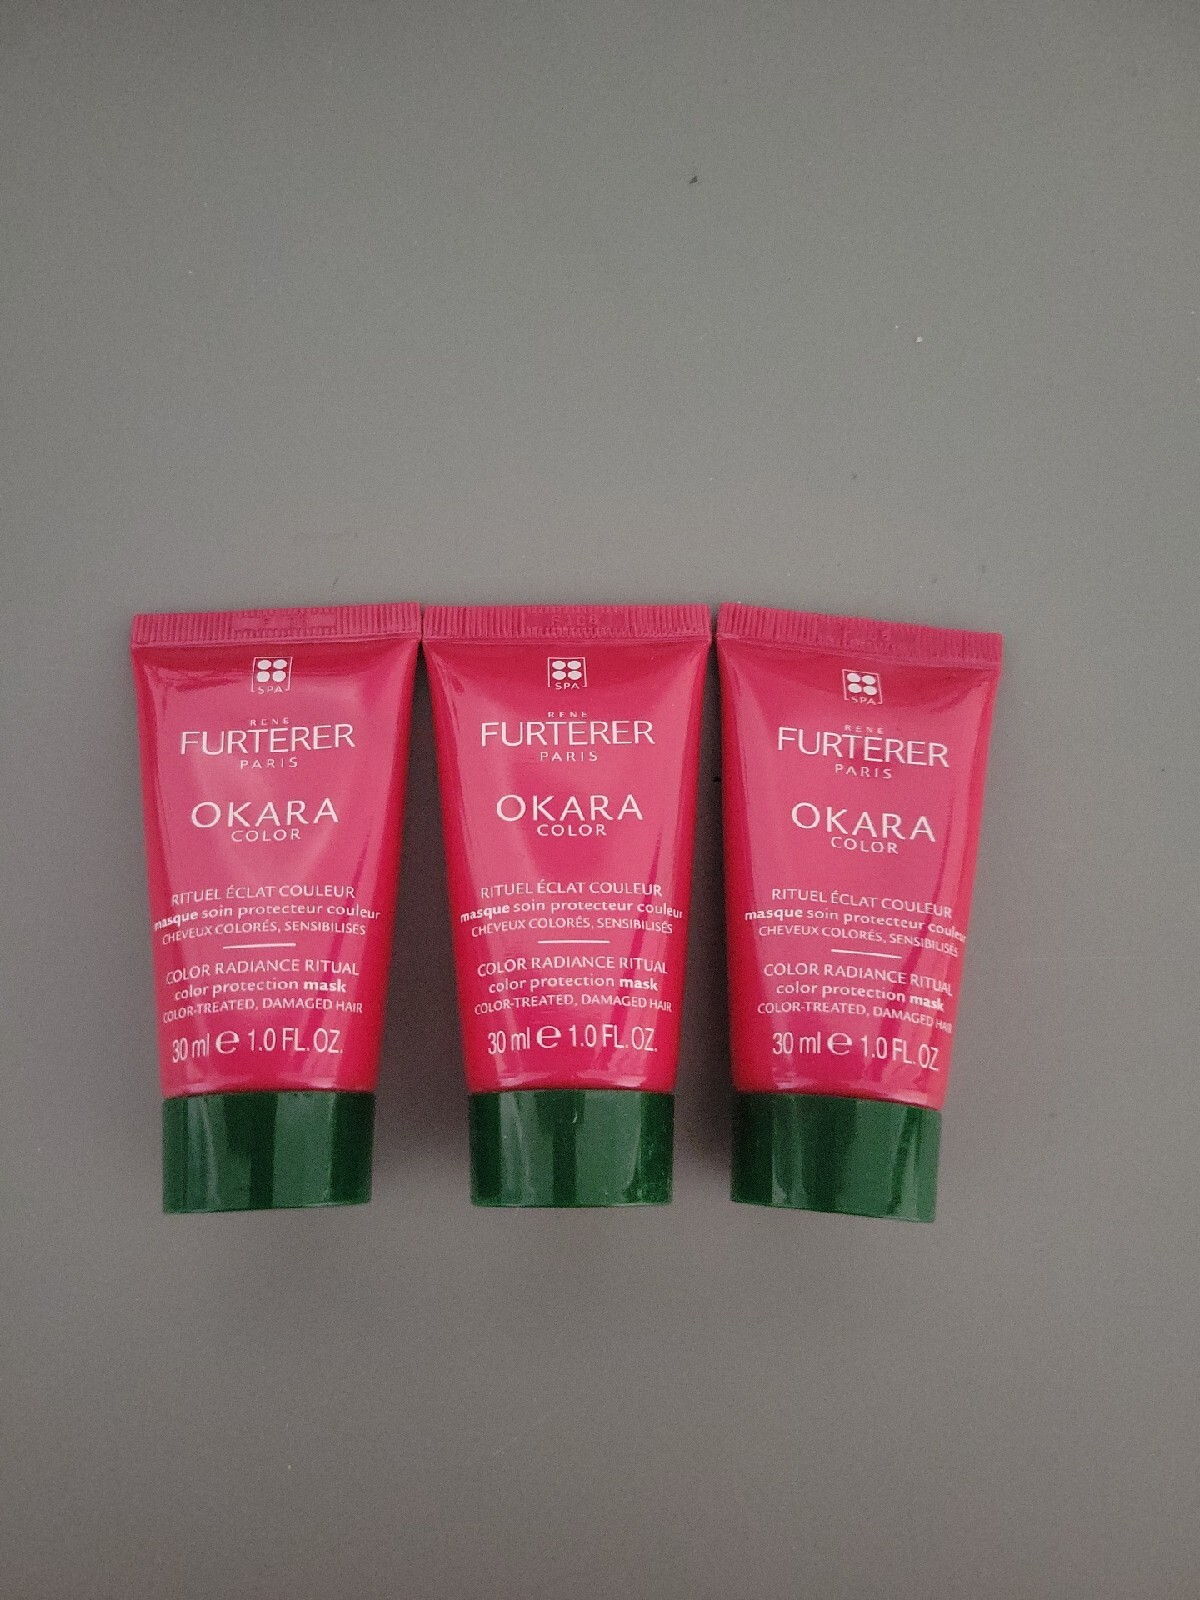 SPA
RENE
FURTERER
PARIS
OKARA
COLOR
RITUEL ÉCLAT COULEUR
masque soin protecteur couleur
CHEVEUX COLORÉS, SENSIBILISÉS
COLOR RADIANCE RITUAL
color protection mask
COLOR-TREATED, DAMAGED HAIR
30 ml e 1.0 FL. OZ.
SPA
RENE
FURTERER
PARIS
OKARA
COLOR
RITUEL ÉCLAT COULEUR
masque soin protecteur couleur
CHEVEUX COLORÉS, SENSIBILISÉS
COLOR RADIANCE RITUAL
color protection mask
COLOR-TREATED, DAMAGED HAIR
30 ml e 1.0 FL. OZ.
SPA
RENE
FURTERER
PARIS
OKARA
COLOR
RITUEL ÉCLAT COULEUR
masque soin protecteur couleur
CHEVEUX COLORÉS, SENSIBILISÉS
COLOR RADIANCE RITUAL
color protection mask
COLOR-TREATED, DAMAGED HAIR
30 ml e 1.0 FL. OZ.